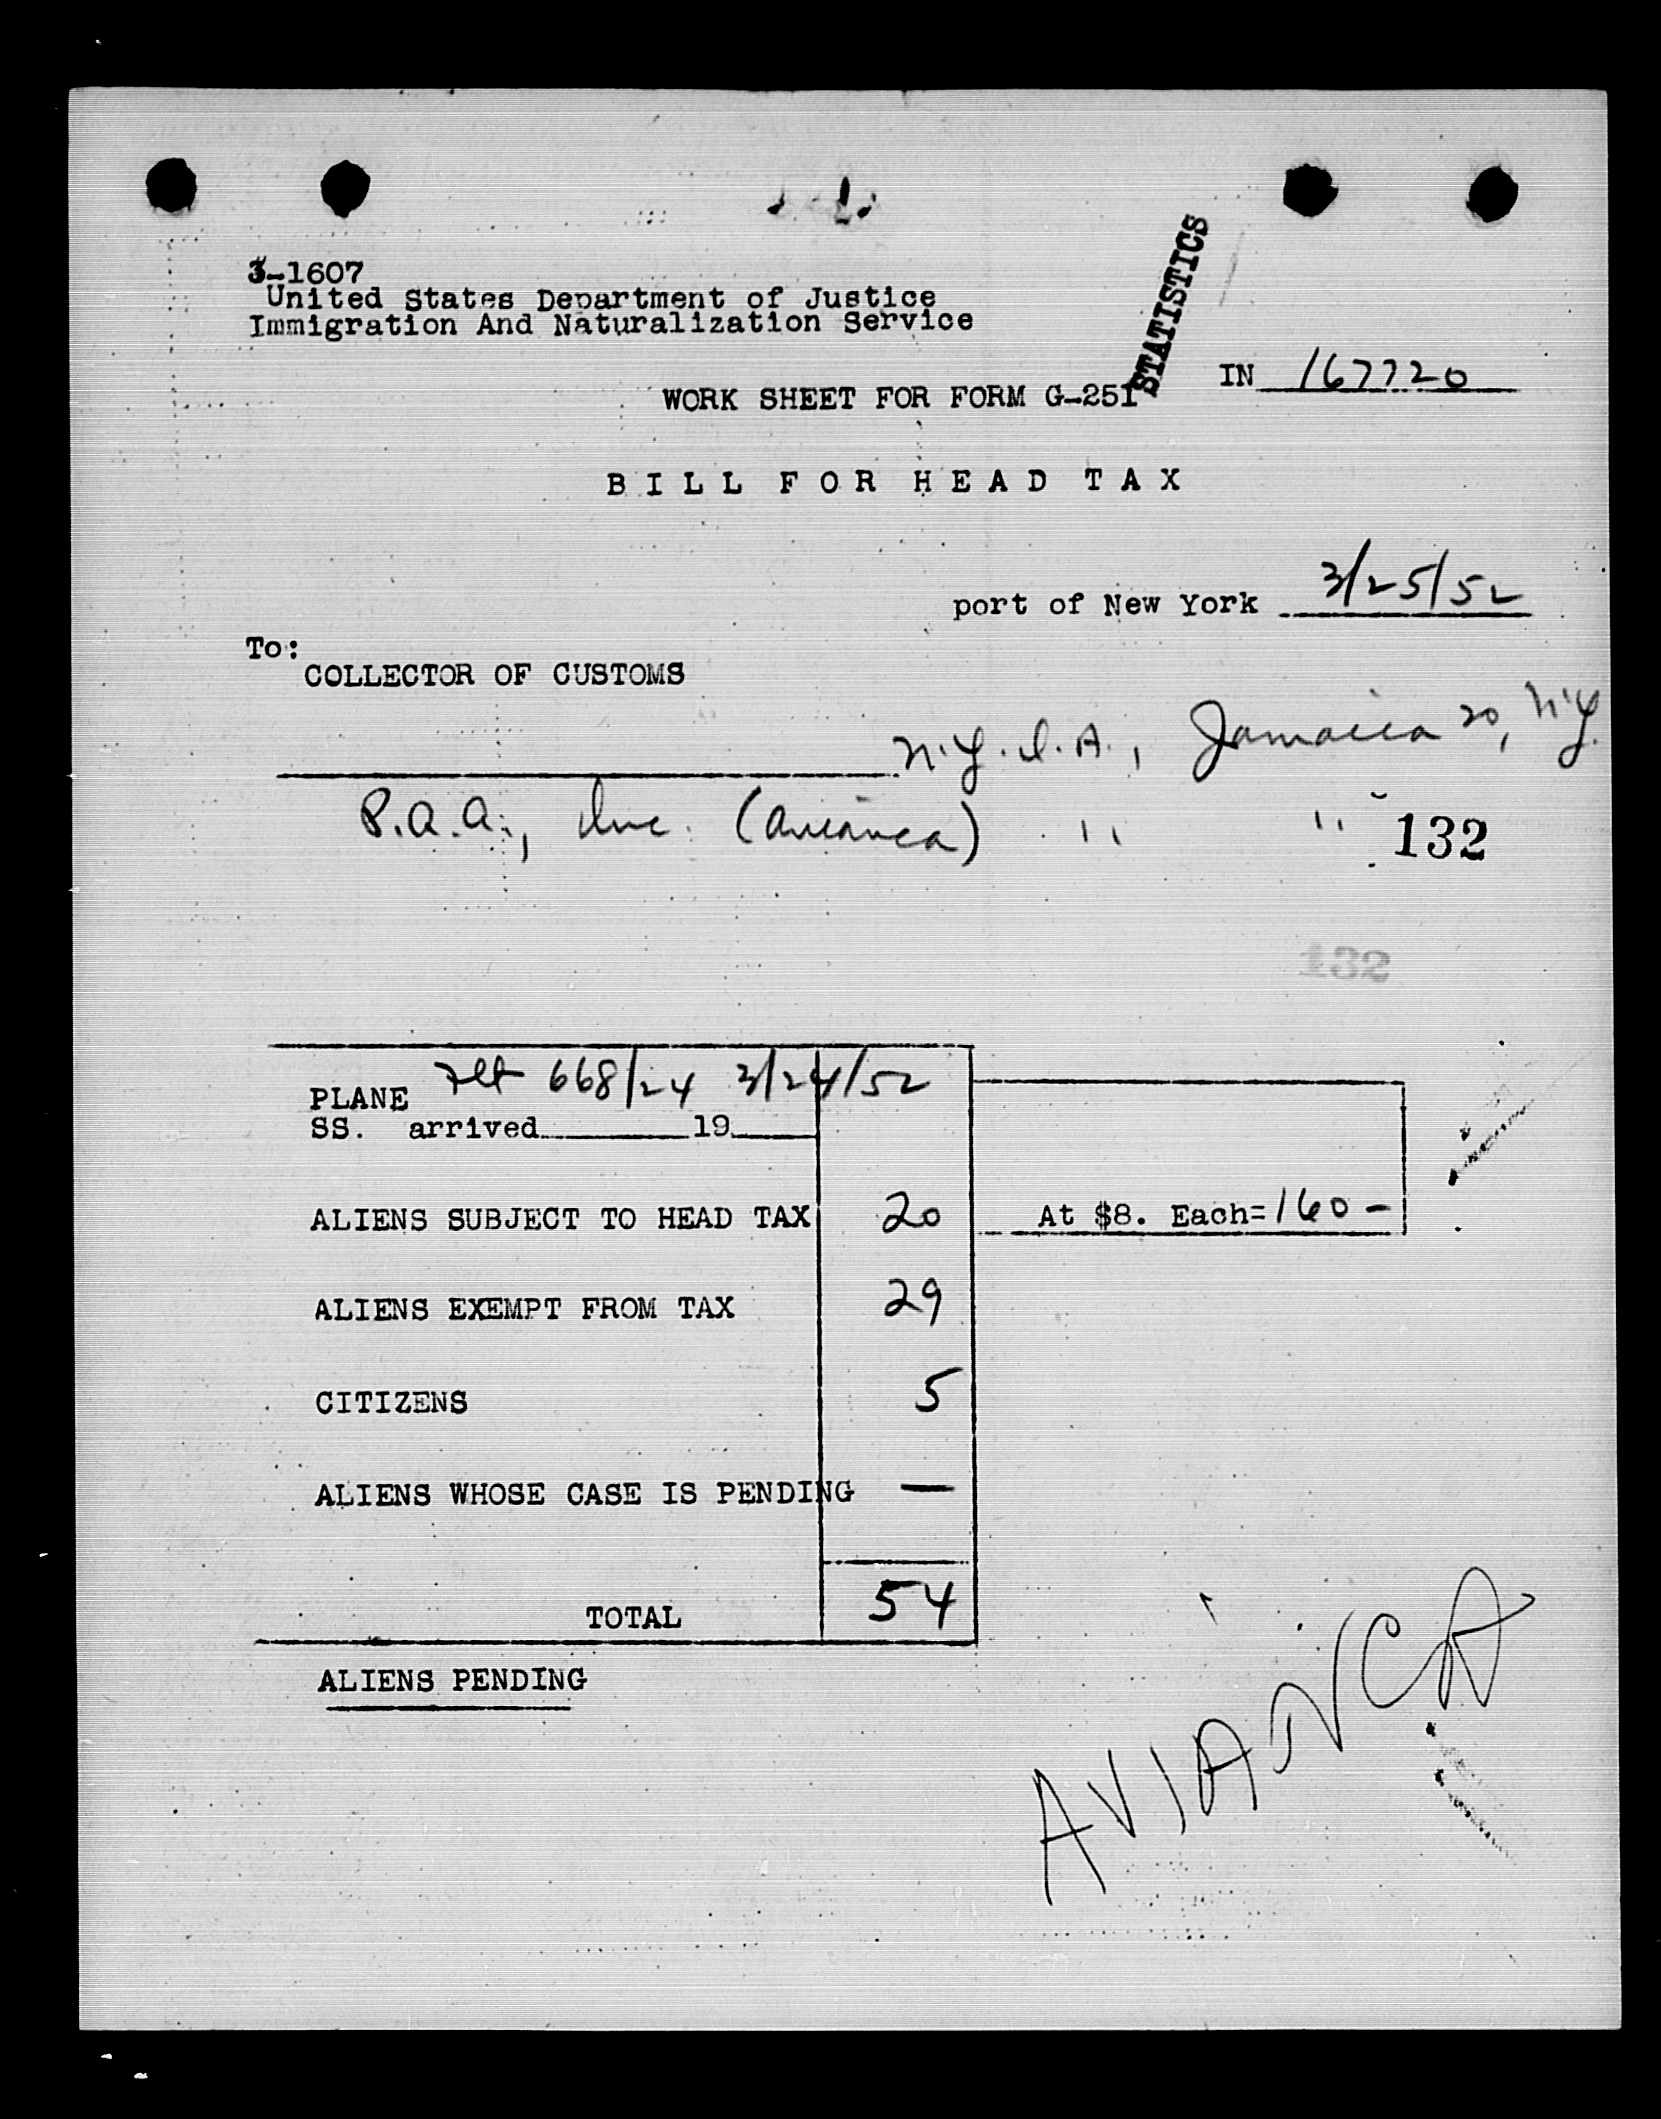 3-1607
United States Department of Justice
Immigration And Naturalization Service
STATISTICS
IN 167720
WORK SHEET FOR FORM G-251
BILL FOR HEAD TAX
port of New York 3/25/52
To:
COLLECTOR OF CUSTOMS
N.Y.I.A., Jamaica 20, N.Y.
P.A.A., Inc. (Avianca) " "
132
132
PLANE Flt 668/24 3/24/52
SS. arrived 19
ALIENS SUBJECT TO HEAD TAX 20 At $8. Each= 160 -
ALIENS EXEMPT FROM TAX 29
CITIZENS 5
ALIENS WHOSE CASE IS PENDING —
TOTAL 54
ALIENS PENDING
AVIANCA